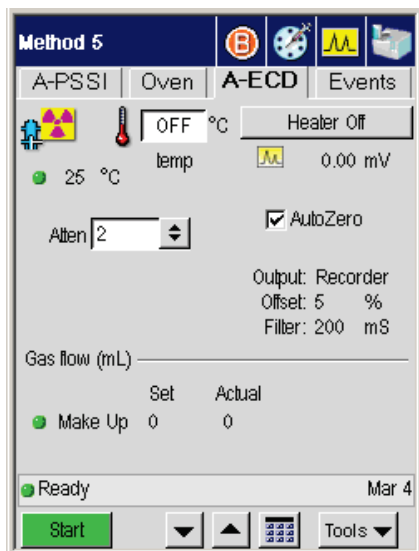 Method 5
B
A-PSSI Oven A-ECD Events
OFF °C Heater Off
temp 0.00 mV
25 °C
Atten 2 AutoZero
Output: Recorder
Offset: 5 %
Filter: 200 mS
Gas flow (mL)
Set Actual
Make Up 0 0
Ready Mar 4
Start Tools